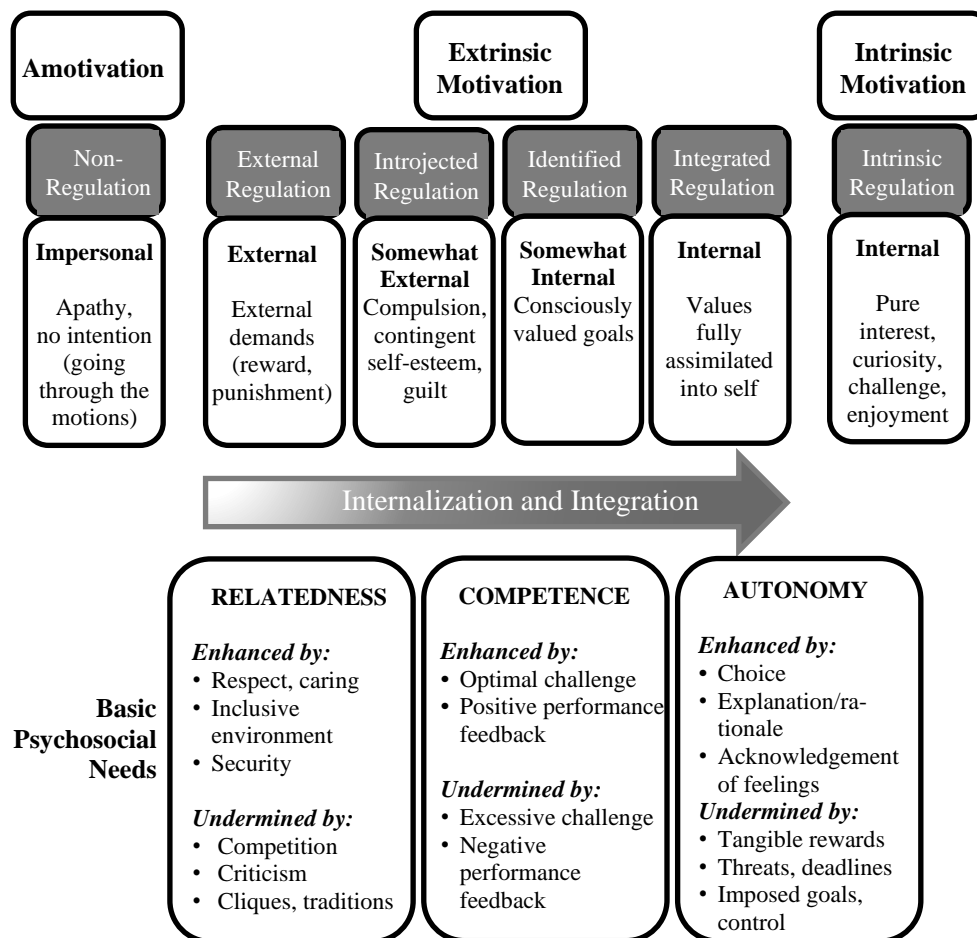 Amotivation
Extrinsic
Motivation
Intrinsic
Motivation
Non-
Regulation
External
Regulation
Introjected
Regulation
Identified
Regulation
Integrated
Regulation
Intrinsic
Regulation
Impersonal
Apathy,
no intention
(going
through the
motions)
External
External
demands
(reward,
punishment)
Somewhat
External
Compulsion,
contingent
self-esteem,
guilt
Somewhat
Internal
Consciously
valued goals
Internal
Values
fully
assimilated
into self
Internal
Pure
interest,
curiosity,
challenge,
enjoyment
Internalization and Integration
Basic
Psychosocial
Needs
RELATEDNESS
Enhanced by:
• Respect, caring
• Inclusive
environment
• Security
Undermined by:
• Competition
• Criticism
• Cliques, traditions
COMPETENCE
Enhanced by:
• Optimal challenge
• Positive performance
feedback
Undermined by:
• Excessive challenge
• Negative
performance
feedback
AUTONOMY
Enhanced by:
• Choice
• Explanation/ra-
tionale
• Acknowledgement
of feelings
Undermined by:
• Tangible rewards
• Threats, deadlines
• Imposed goals,
control